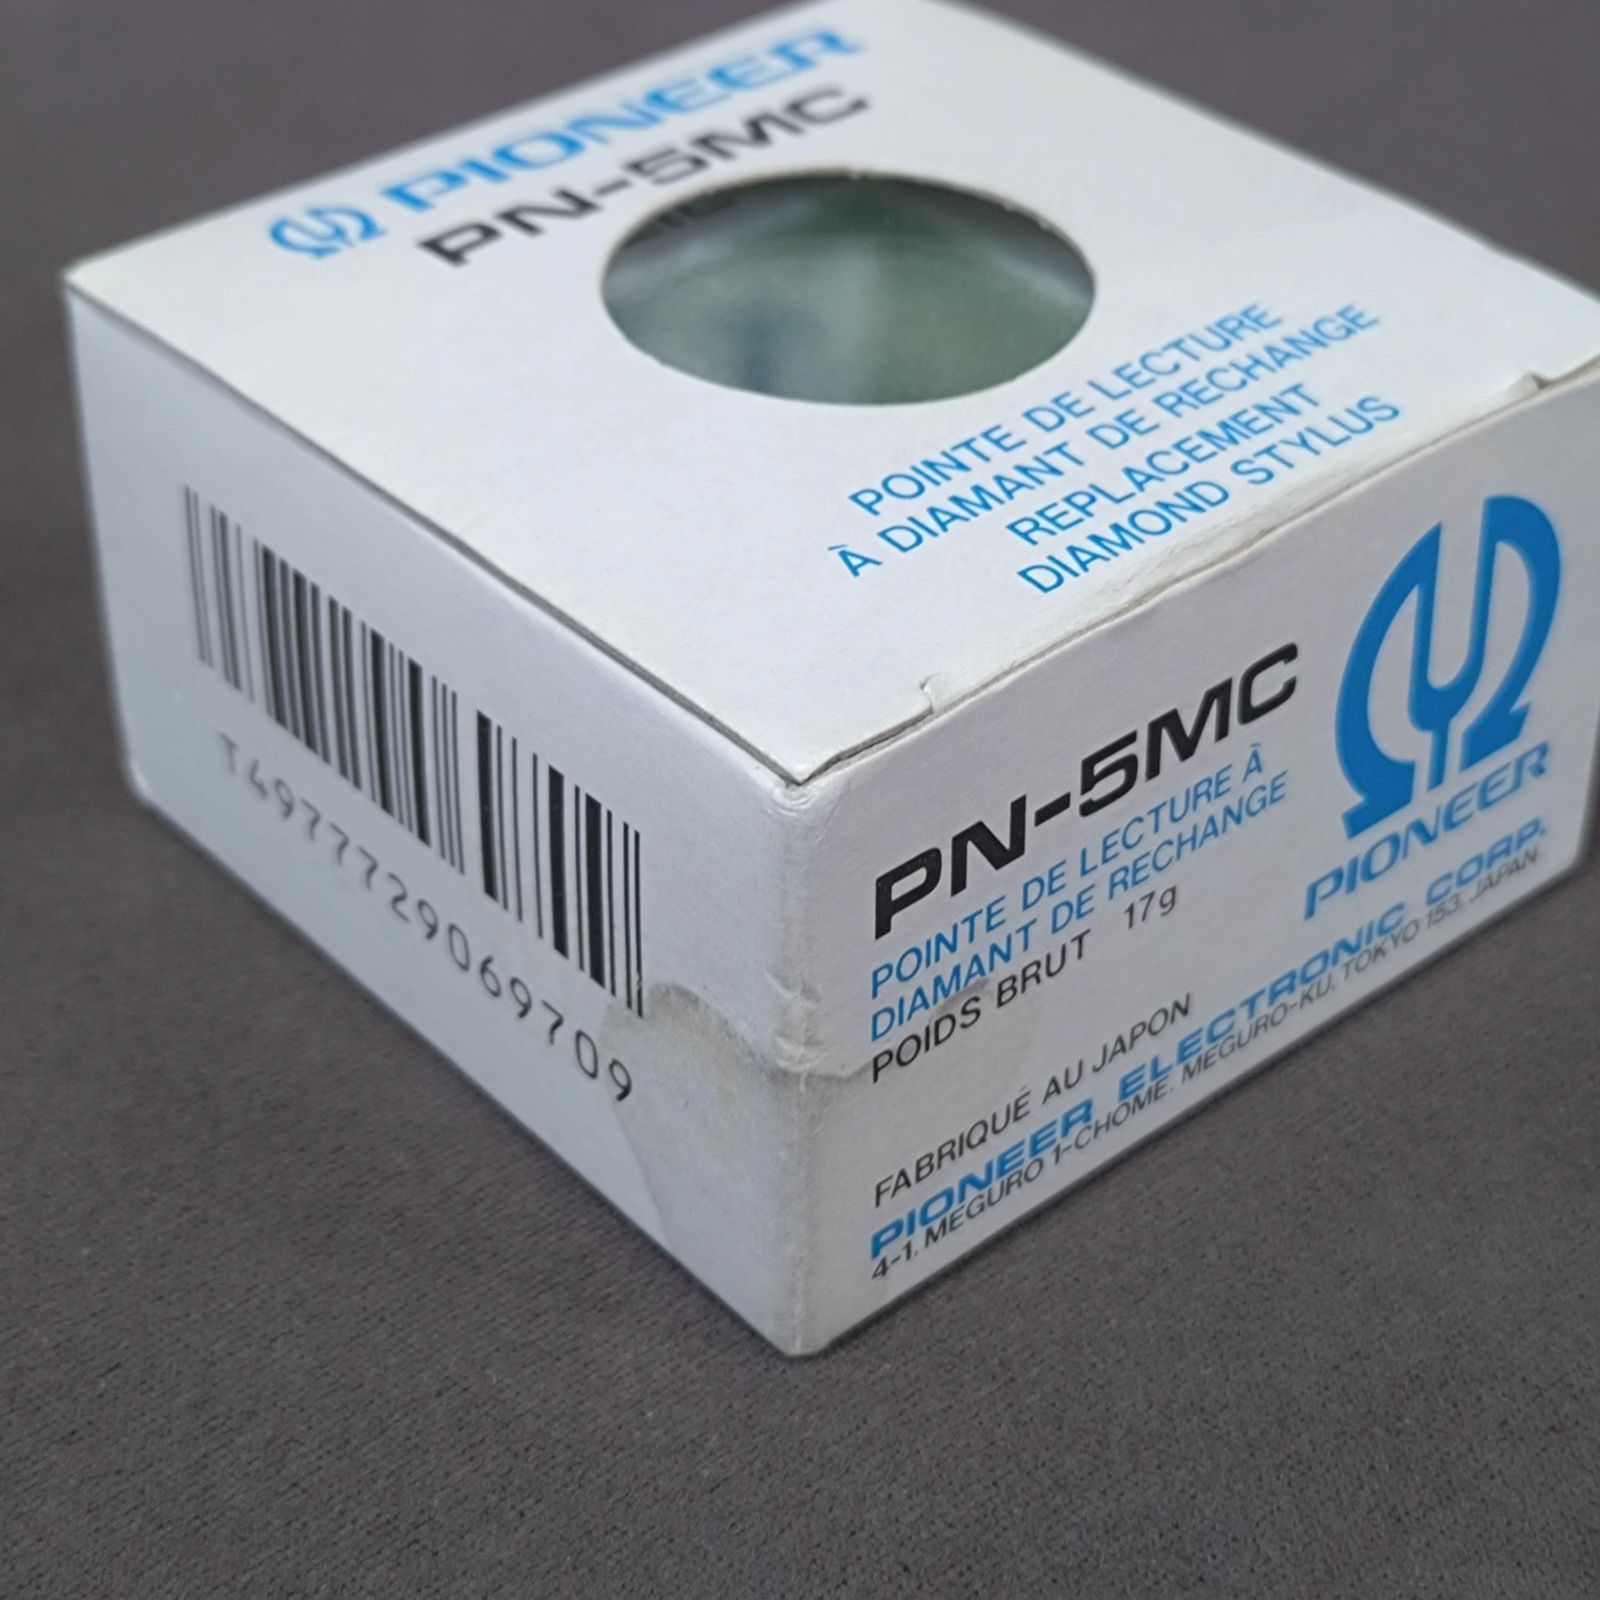 PIONEER
PN-5MC
POINTE DE LECTURE
À DIAMANT DE RECHANGE
REPLACEMENT
DIAMOND STYLUS
T4977729069709
PN-5MC
POINTE DE LECTURE À
DIAMANT DE RECHANGE
POIDS BRUT 17g
PIONEER
FABRIQUÉ AU JAPON
PIONEER ELECTRONIC CORP.
4-1, MEGURO 1-CHOME, MEGURO-KU, TOKYO 153, JAPAN